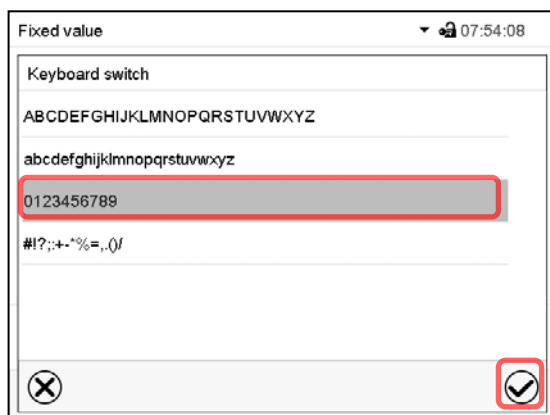 Fixed value 07:54:08
Keyboard switch
ABCDEFGHIJKLMNOPQRSTUVWXYZ
abcdefghijklmnopqrstuvwxyz
0123456789
#!?;:+-*%=,.()/